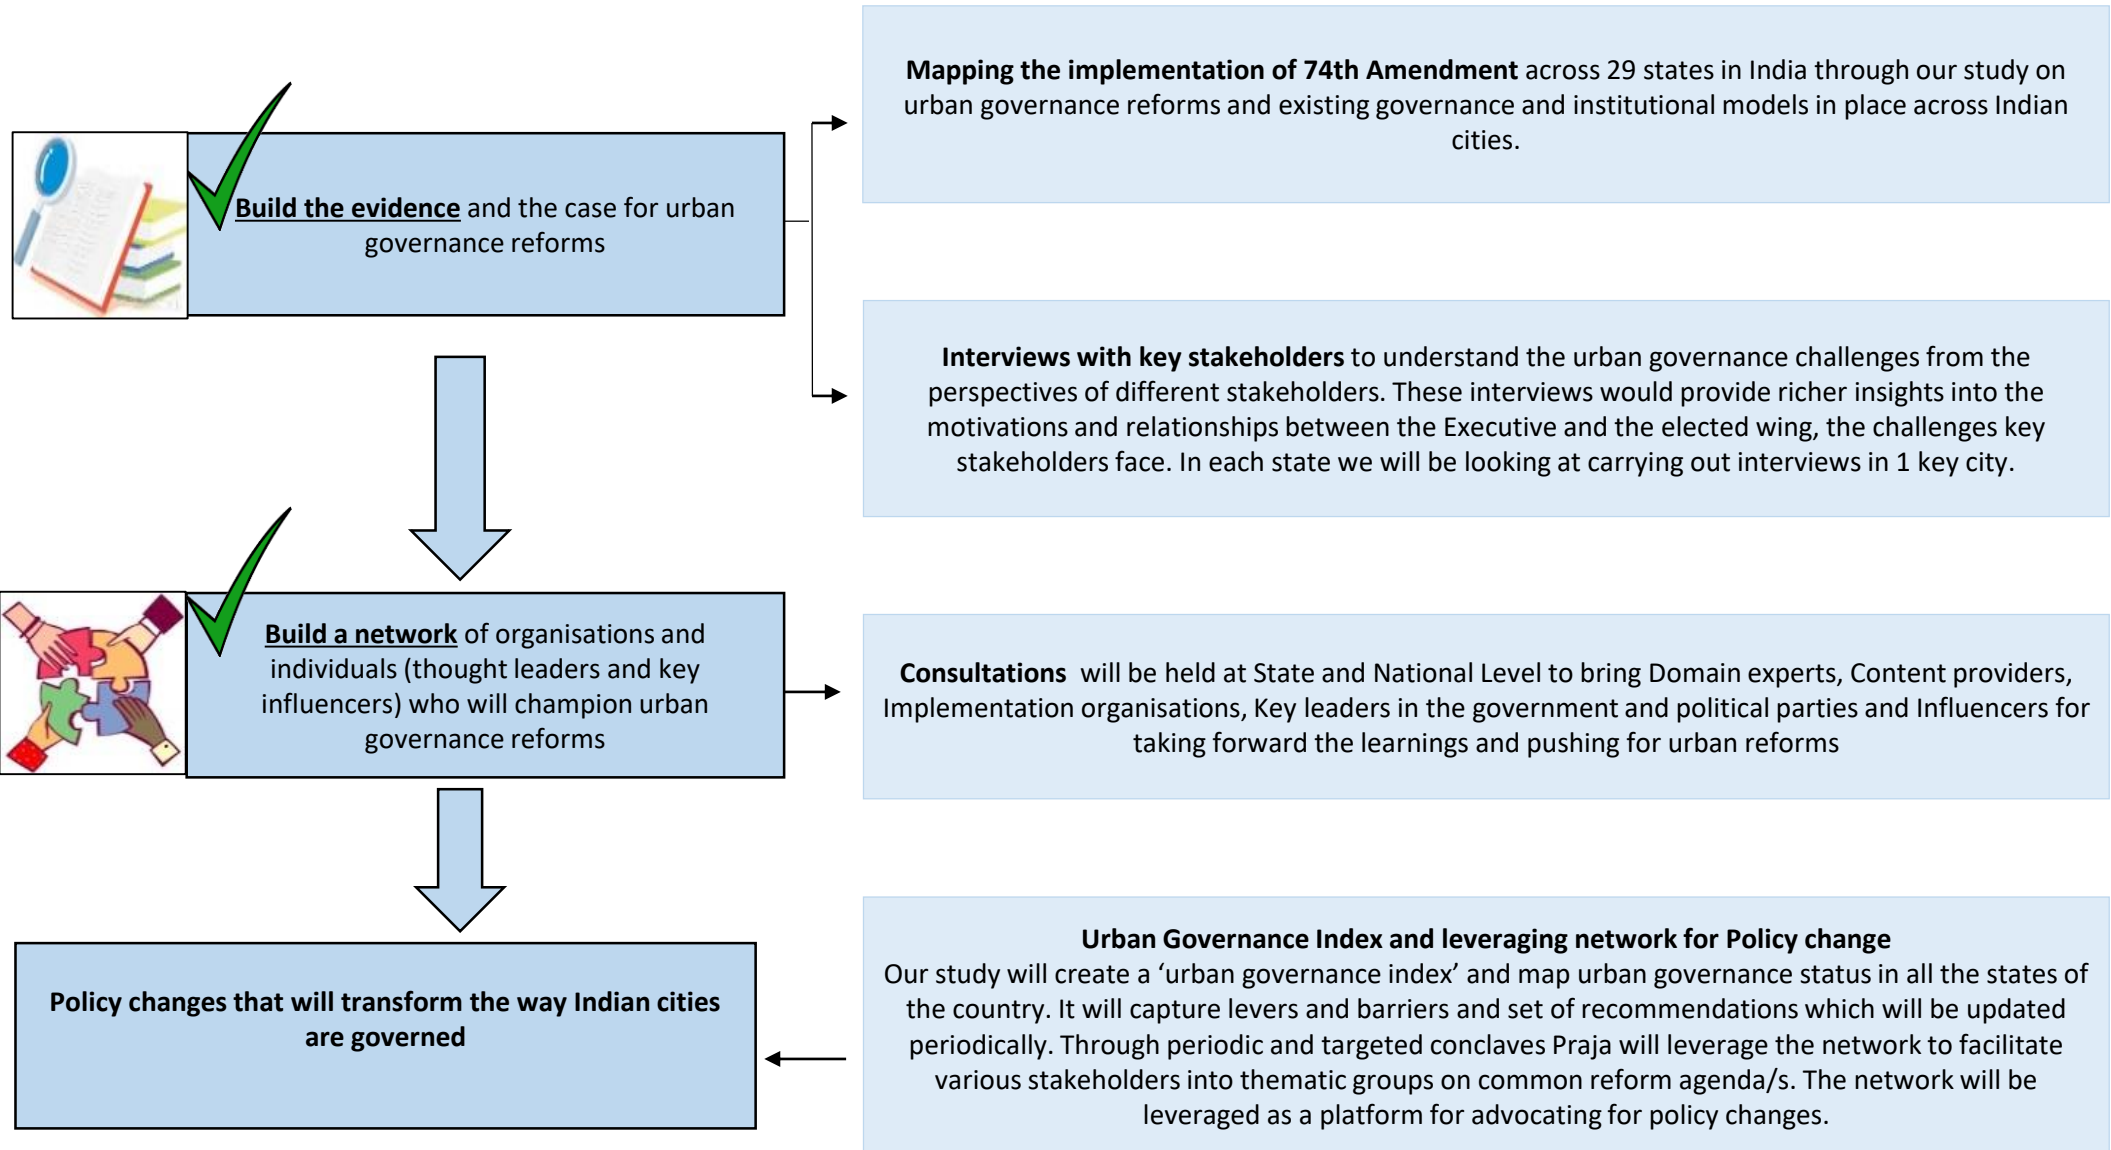 Mapping the implementation of 74th Amendment across 29 states in India through our study on
urban governance reforms and existing governance and institutional models in place across Indian
cities.
Build the evidence and the case for urban
governance reforms
Interviews with key stakeholders to understand the urban governance challenges from the
perspectives of different stakeholders. These interviews would provide richer insights into the
motivations and relationships between the Executive and the elected wing, the challenges key
stakeholders face. In each state we will be looking at carrying out interviews in 1 key city.
Build a network of organisations and
individuals (thought leaders and key
influencers) who will champion urban
governance reforms
Consultations will be held at State and National Level to bring Domain experts, Content providers,
Implementation organisations, Key leaders in the government and political parties and Influencers for
taking forward the learnings and pushing for urban reforms
Policy changes that will transform the way Indian cities
are governed
Urban Governance Index and leveraging network for Policy change
Our study will create a ‘urban governance index’ and map urban governance status in all the states of
the country. It will capture levers and barriers and set of recommendations which will be updated
periodically. Through periodic and targeted conclaves Praja will leverage the network to facilitate
various stakeholders into thematic groups on common reform agenda/s. The network will be
leveraged as a platform for advocating for policy changes.